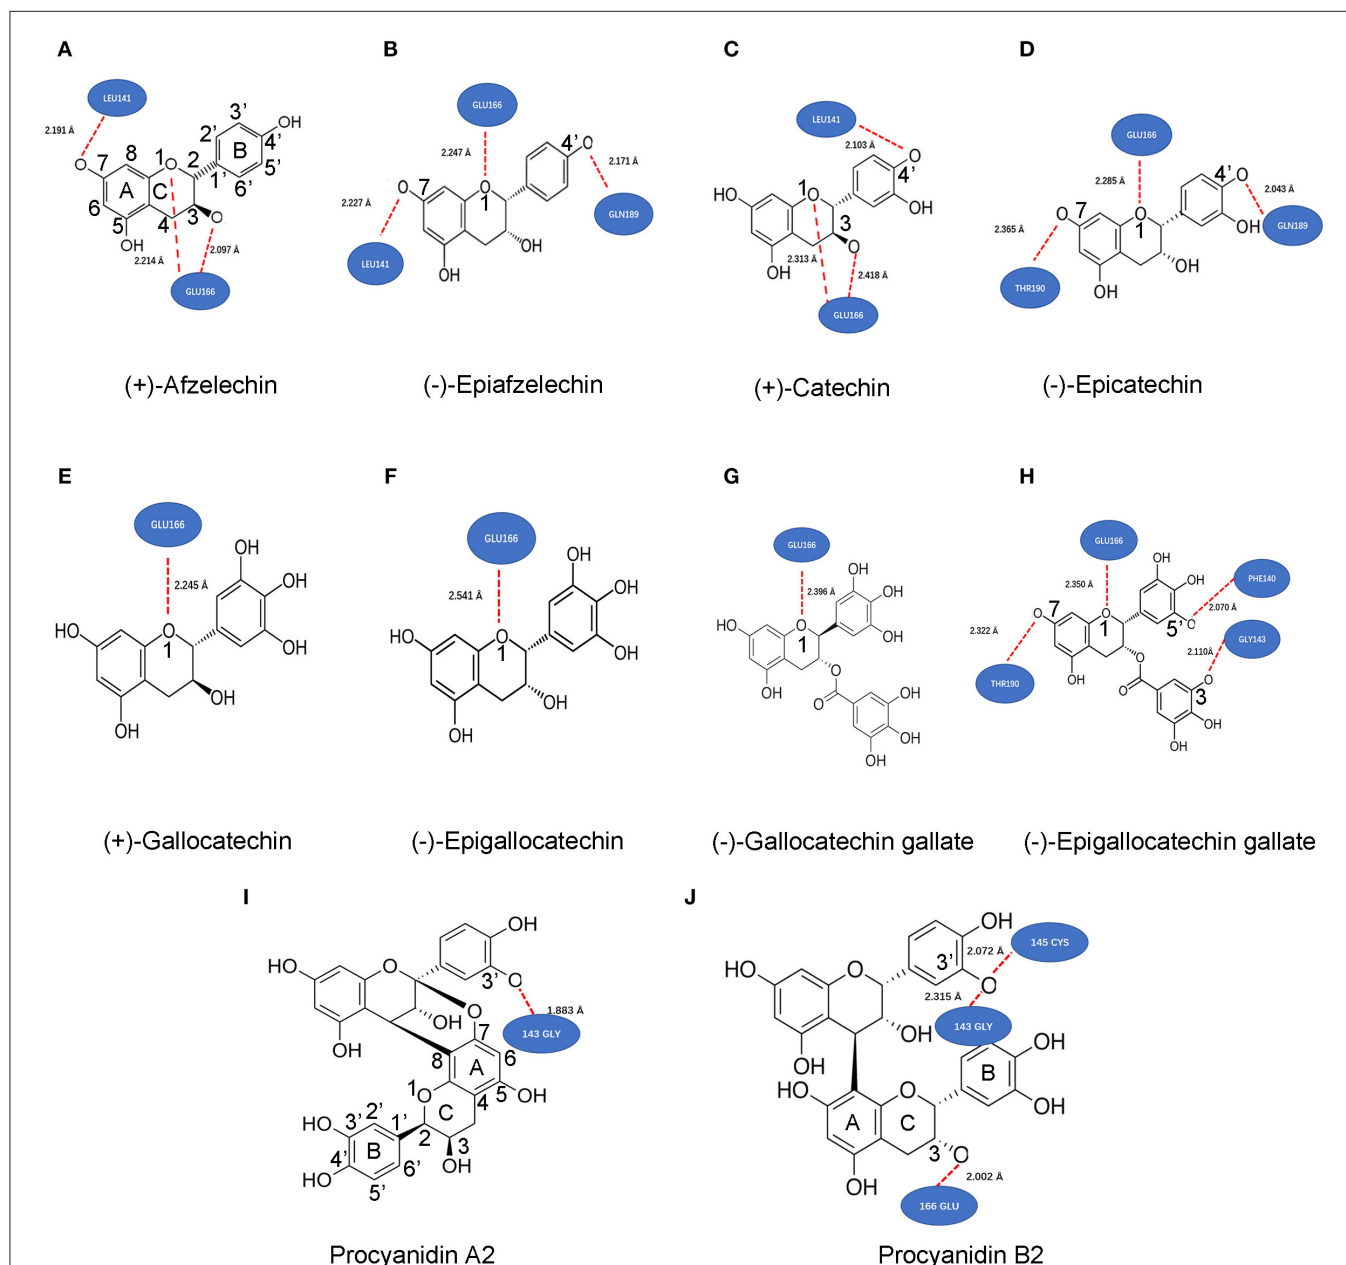 A
B
C
D
LEU141
2.191 Å
3’
OH
2’
4’
B
8
1
O
2
1’
5’
6’
O
7
A
C
6
5
4
3
O
OH
2.214 Å
2.097 Å
GLU166
(+)-Afzelechin
GLU166
2.247 Å
4’
O
2.171 Å
GLN189
O
7
O
1
2.227 Å
LEU141
OH
OH
(-)-Epiafzelechin
LEU141
2.103 Å
O
4’
HO
1
O
OH
3
O
OH
2.313 Å
2.418 Å
GLU166
(+)-Catechin
GLU166
2.285 Å
4’
O
2.043 Å
GLN189
O
7
O
1
OH
2.365 Å
THR190
OH
OH
(-)-Epicatechin
E
F
G
H
GLU166
2.245 Å
OH
OH
HO
O
1
OH
OH
OH
(+)-Gallocatechin
GLU166
2.541 Å
OH
OH
HO
O
1
OH
OH
OH
(-)-Epigallocatechin
GLU166
2.396 Å
HO
OH
HO
O
1
OH
O
OH
O
OH
OH
OH
(-)-Gallocatechin gallate
GLU166
2.350 Å
OH
OH
PHE140
2.070 Å
O
7
O
1
5’
O
GLY143
2.322 Å
2.110Å
THR190
OH
O
O
O
3
OH
OH
(-)-Epigallocatechin gallate
I
J
OH
HO
O
3’
O
1.883 Å
143 GLY
OH
OH
O
7
8
A
6
1
O
5
OH
4
C
2’
3’
HO
1’
2
3
B
4’
HO
6’
5’
OH
Procyanidin A2
OH
2.072 Å
145 CYS
3’
O
HO
O
2.315 Å
143 GLY
OH
OH
OH
HO
O
B
OH
A
C
3
O
OH
2.002 Å
166 GLU
Procyanidin B2